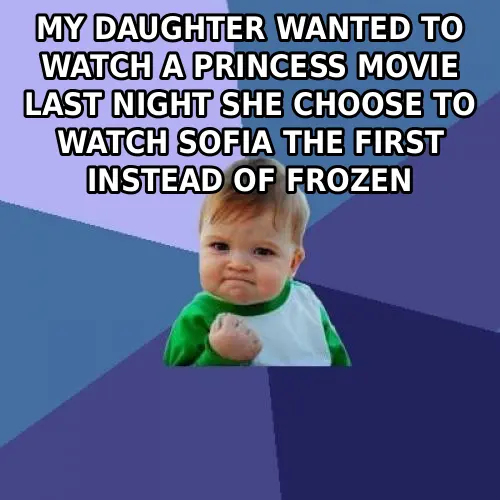 MY DAUGHTER WANTED TO
WATCH A PRINCESS MOVIE
LAST NIGHT SHE CHOOSE TO
WATCH SOFIA THE FIRST
INSTEAD OF FROZEN